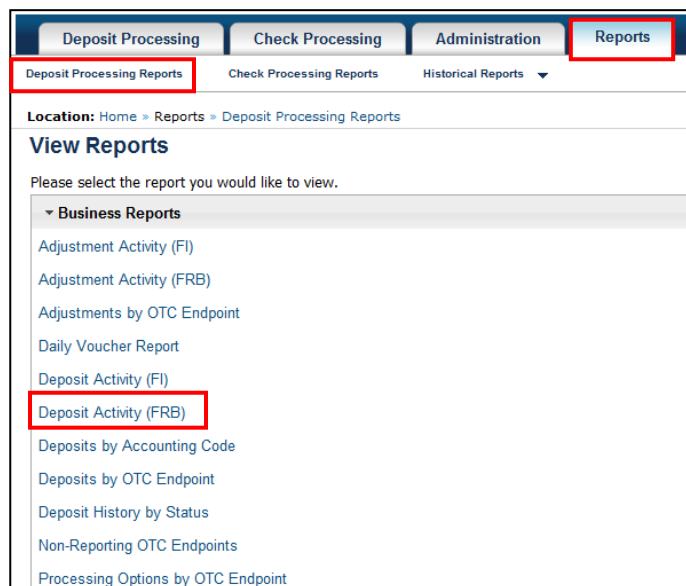 Deposit Processing Check Processing Administration Reports
Deposit Processing Reports Check Processing Reports Historical Reports
Location: Home » Reports » Deposit Processing Reports
View Reports
Please select the report you would like to view.
Business Reports
Adjustment Activity (FI)
Adjustment Activity (FRB)
Adjustments by OTC Endpoint
Daily Voucher Report
Deposit Activity (FI)
Deposit Activity (FRB)
Deposits by Accounting Code
Deposits by OTC Endpoint
Deposit History by Status
Non-Reporting OTC Endpoints
Processing Options by OTC Endpoint